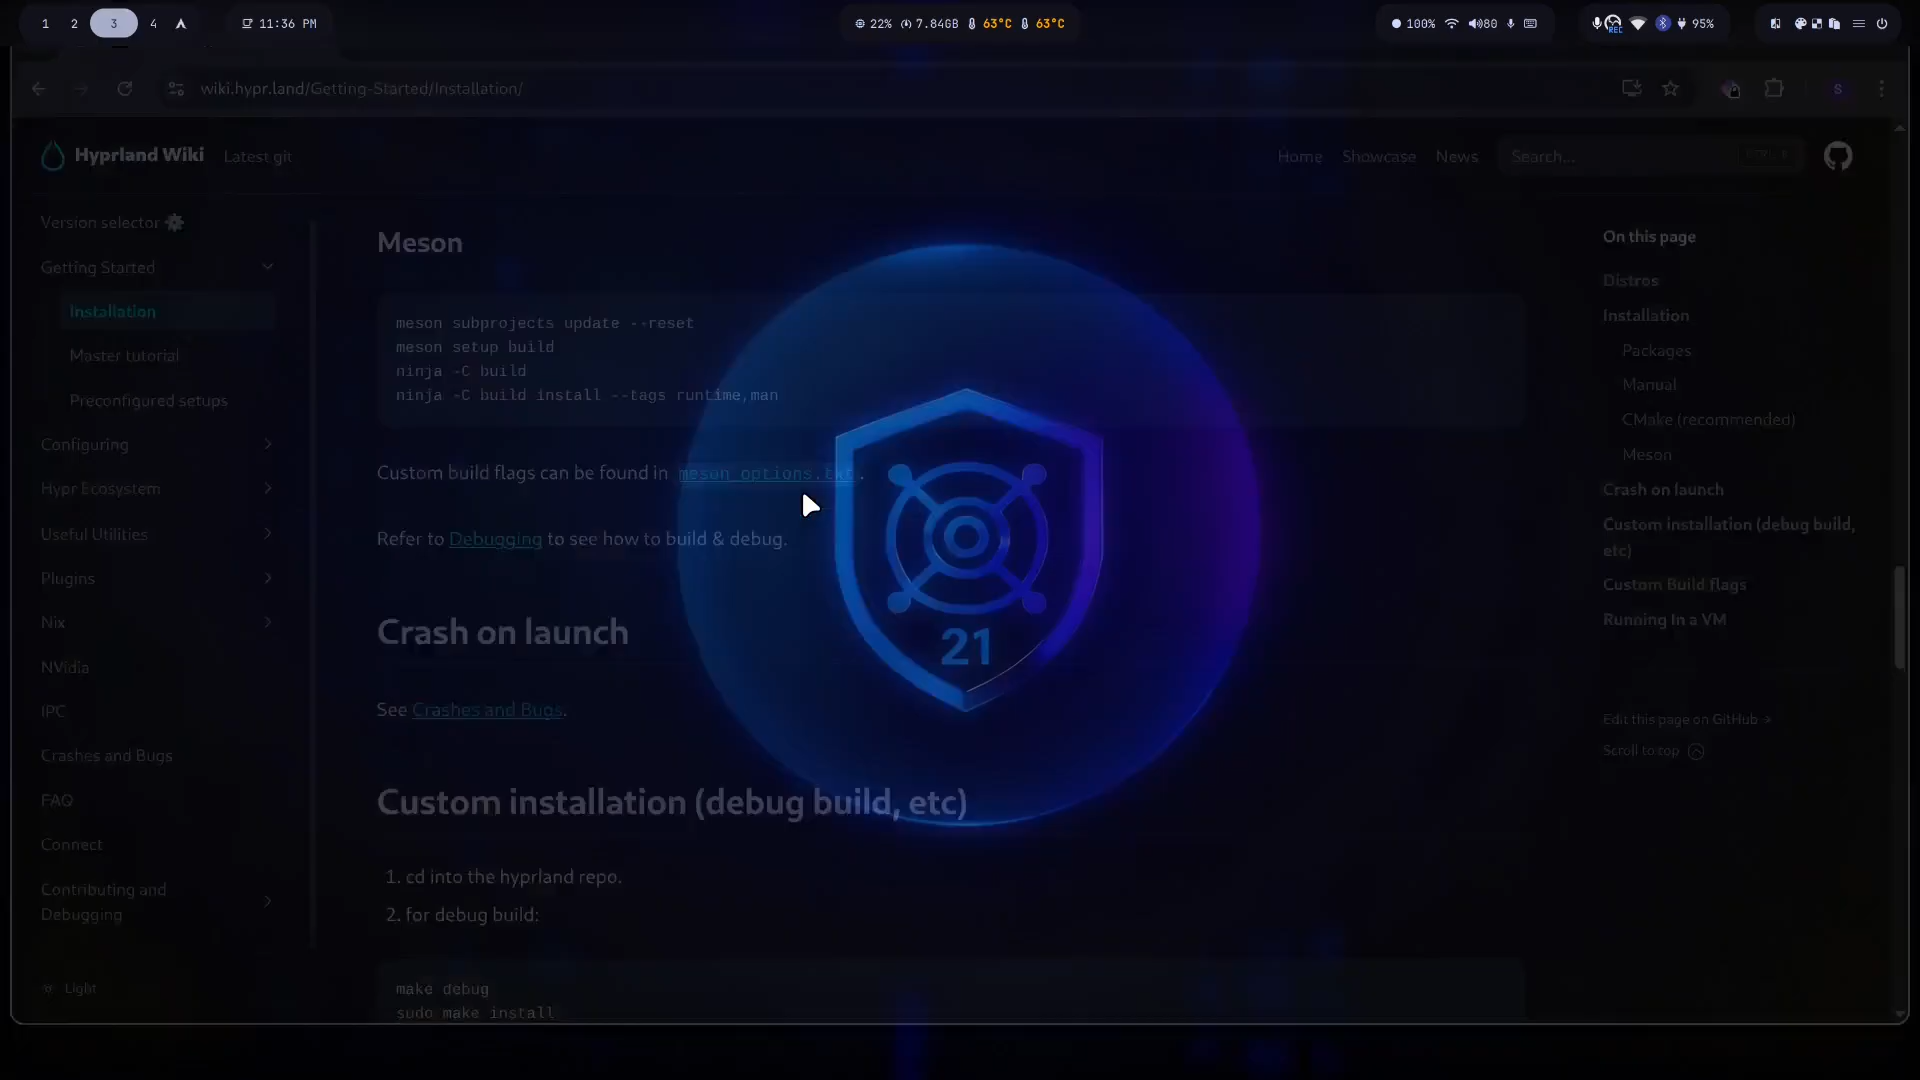 1 2 3 4
11:36 PM
22% 7.84GB 63°C 63°C
100% 80
REC
95%
wiki.hypr.land/Getting-Started/Installation/
S
Hyprland Wiki
Latest git
Home
Showcase
News
Search...
CTRL K
Version selector
Getting Started
Installation
Master tutorial
Preconfigured setups
Configuring
Hypr Ecosystem
Useful Utilities
Plugins
Nix
NVidia
IPC
Crashes and Bugs
FAQ
Connect
Contributing and
Debugging
Light
Meson
meson subprojects update --reset
meson setup build
ninja -C build
ninja -C build install --tags runtime,man
Custom build flags can be found in meson_options.txt.
Refer to Debugging to see how to build & debug.
Crash on launch
See Crashes and Bugs.
Custom installation (debug build, etc)
1. cd into the hyprland repo.
2. for debug build:
make debug
sudo make install
21
On this page
Distros
Installation
Packages
Manual
CMake (recommended)
Meson
Crash on launch
Custom installation (debug build,
etc)
Custom Build flags
Running In a VM
Edit this page on GitHub →
Scroll to top